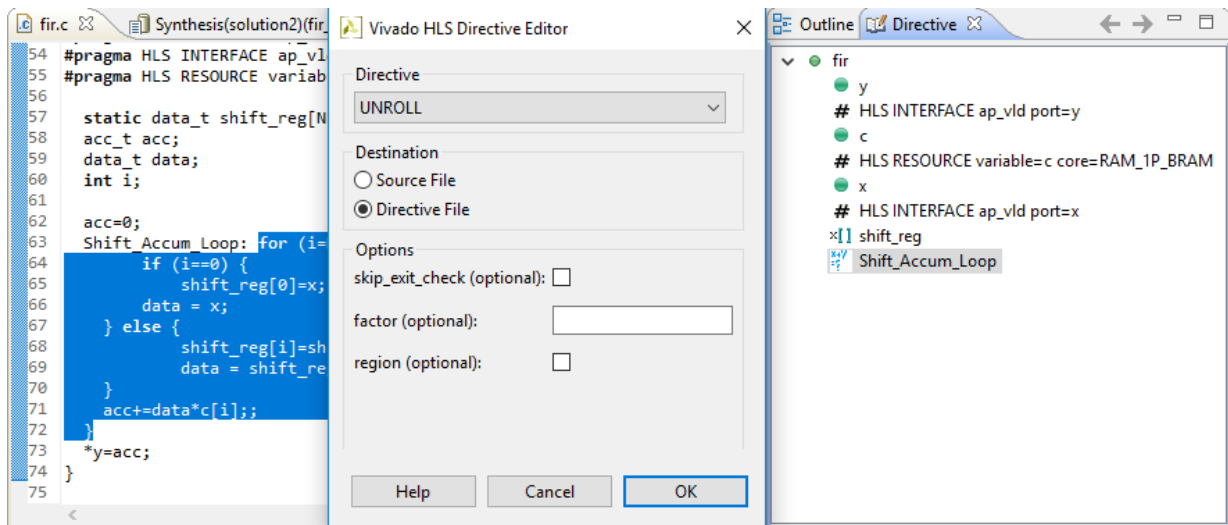 fir.c
Synthesis(solution2)(fir_
54 #pragma HLS INTERFACE ap_vl
55 #pragma HLS RESOURCE variab
56
57 static data_t shift_reg[N
58 acc_t acc;
59 data_t data;
60 int i;
61
62 acc=0;
63 Shift_Accum_Loop: for (i=
64 if (i==0) {
65 shift_reg[0]=x;
66 data = x;
67 } else {
68 shift_reg[i]=sh
69 data = shift_re
70 }
71 acc+=data*c[i];;
72 }
73 *y=acc;
74 }
75
Vivado HLS Directive Editor
Directive
UNROLL
Destination
Source File
Directive File
Options
skip_exit_check (optional):
factor (optional):
region (optional):
Help
Cancel
OK
Outline
Directive
fir
y
# HLS INTERFACE ap_vld port=y
c
# HLS RESOURCE variable=c core=RAM_1P_BRAM
x
# HLS INTERFACE ap_vld port=x
×[] shift_reg
Shift_Accum_Loop